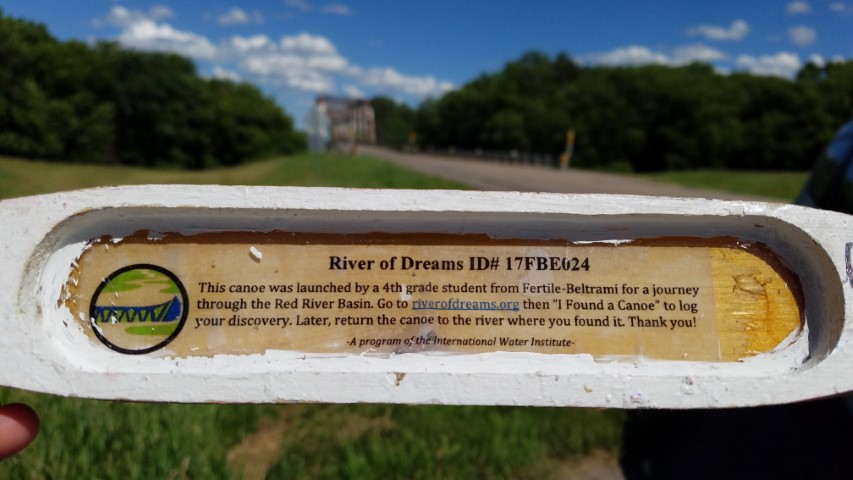 River of Dreams ID# 17FBE024
This canoe was launched by a 4th grade student from Fertile-Beltrami for a journey
through the Red River Basin. Go to riverofdreams.org then "I Found a Canoe" to log
your discovery. Later, return the canoe to the river where you found it. Thank you!
-A program of the International Water Institute-